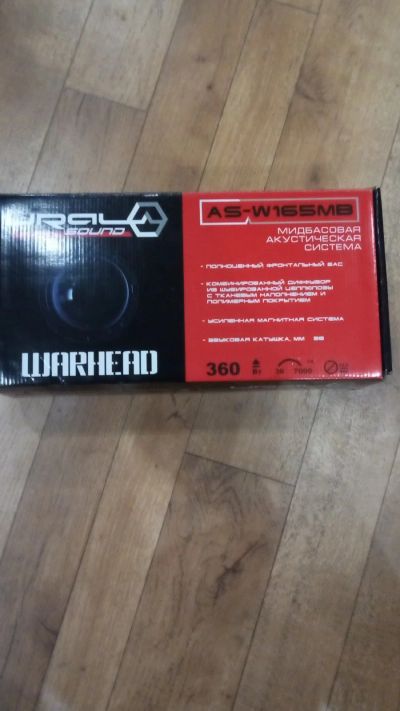 URAL
SOUND
WARHEAD
AS-W165MB
МИДБАСОВАЯ
АКУСТИЧЕСКАЯ
СИСТЕМА
• ПОЛНОЦЕННЫЙ ФРОНТАЛЬНЫЙ БАС
• КОМБИНИРОВАННЫЙ ДИФФУЗОР
ИЗ ШУБИРОВАННОЙ ЦЕЛЛЮЛОЗЫ
С ТКАНЕВЫМ НАПОЛНЕНИЕМ И
ПОЛИМЕРНЫМ ПОКРЫТИЕМ
• УСИЛЕННАЯ МАГНИТНАЯ СИСТЕМА
• ЗВУКОВАЯ КАТУШКА, ММ
360 Вт 7000